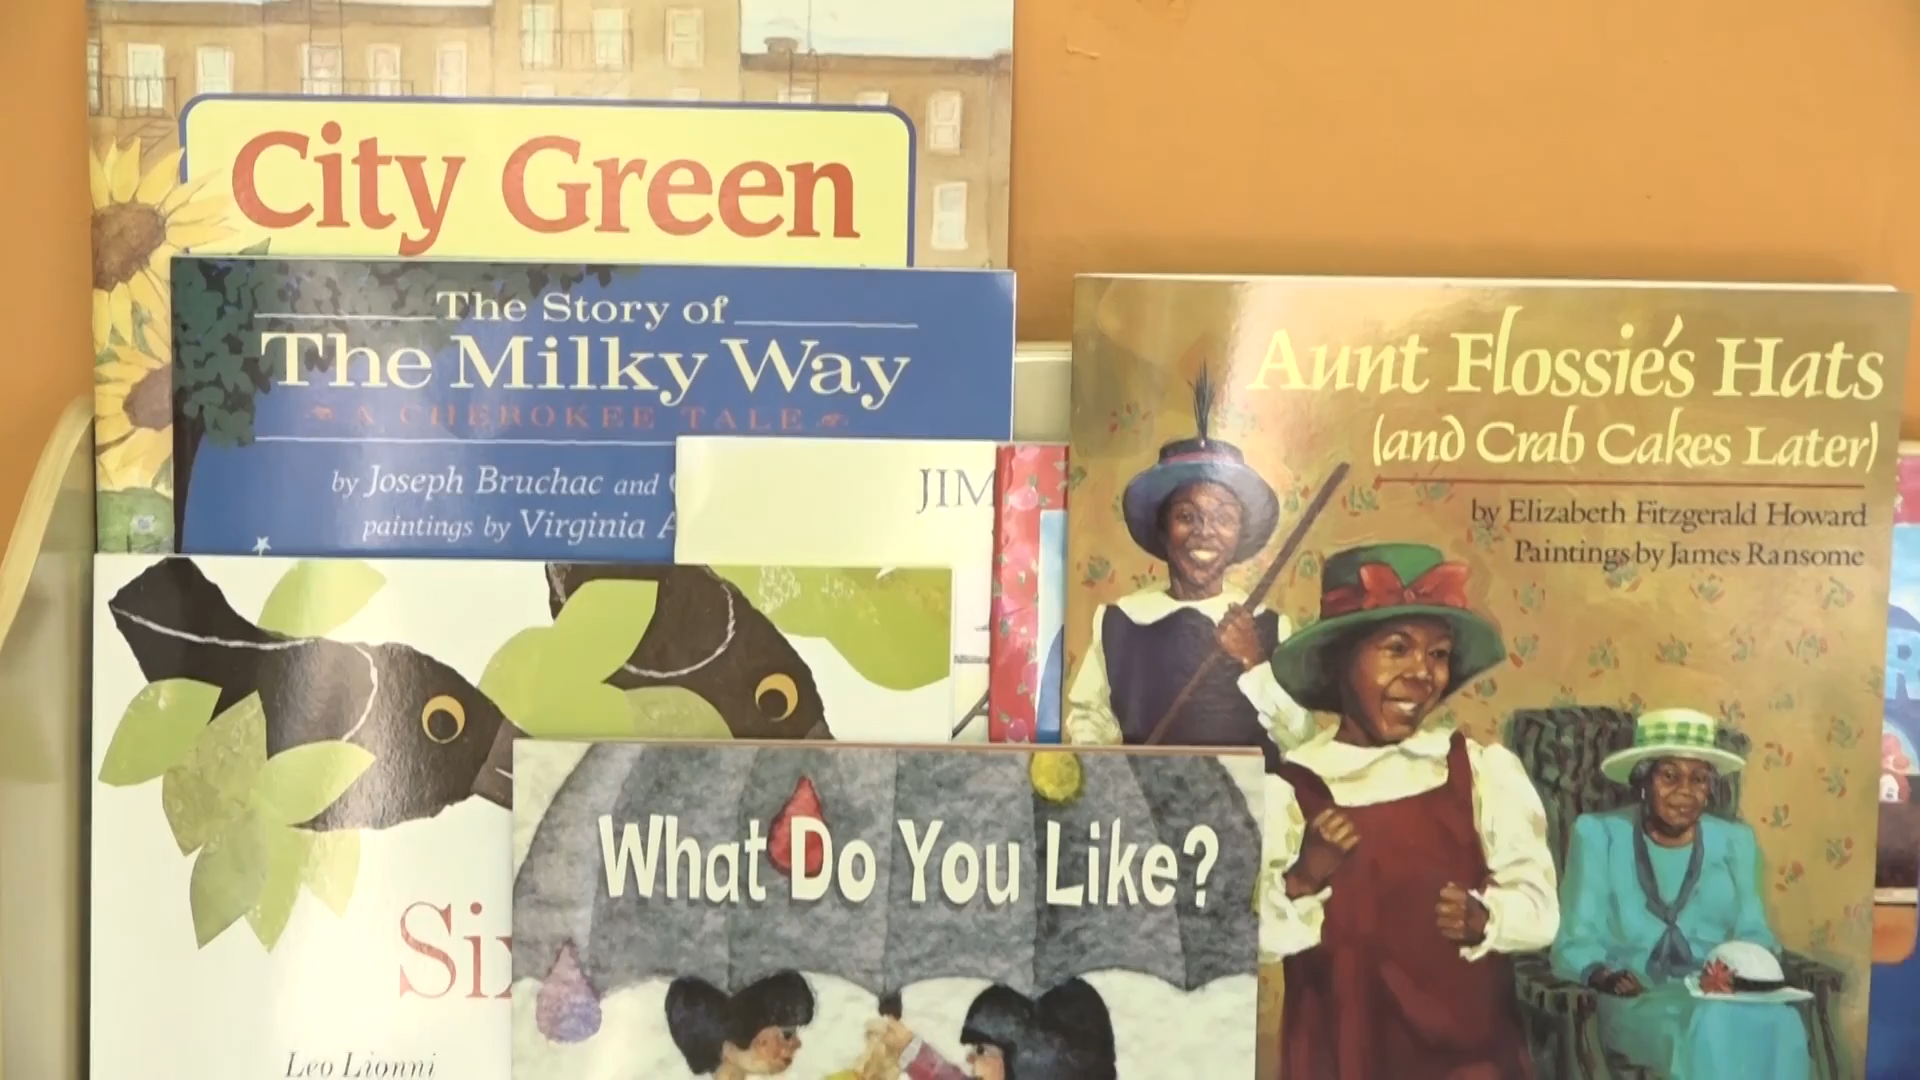 City Green
The Story of
The Milky Way
A CHEROKEE TALE
by Joseph Bruchac and
paintings by Virginia
JIM
Aunt Flossie's Hats
(and Crab Cakes Later)
by Elizabeth Fitzgerald Howard
Paintings by James Ransome
Six
Leo Lionni
What Do You Like?